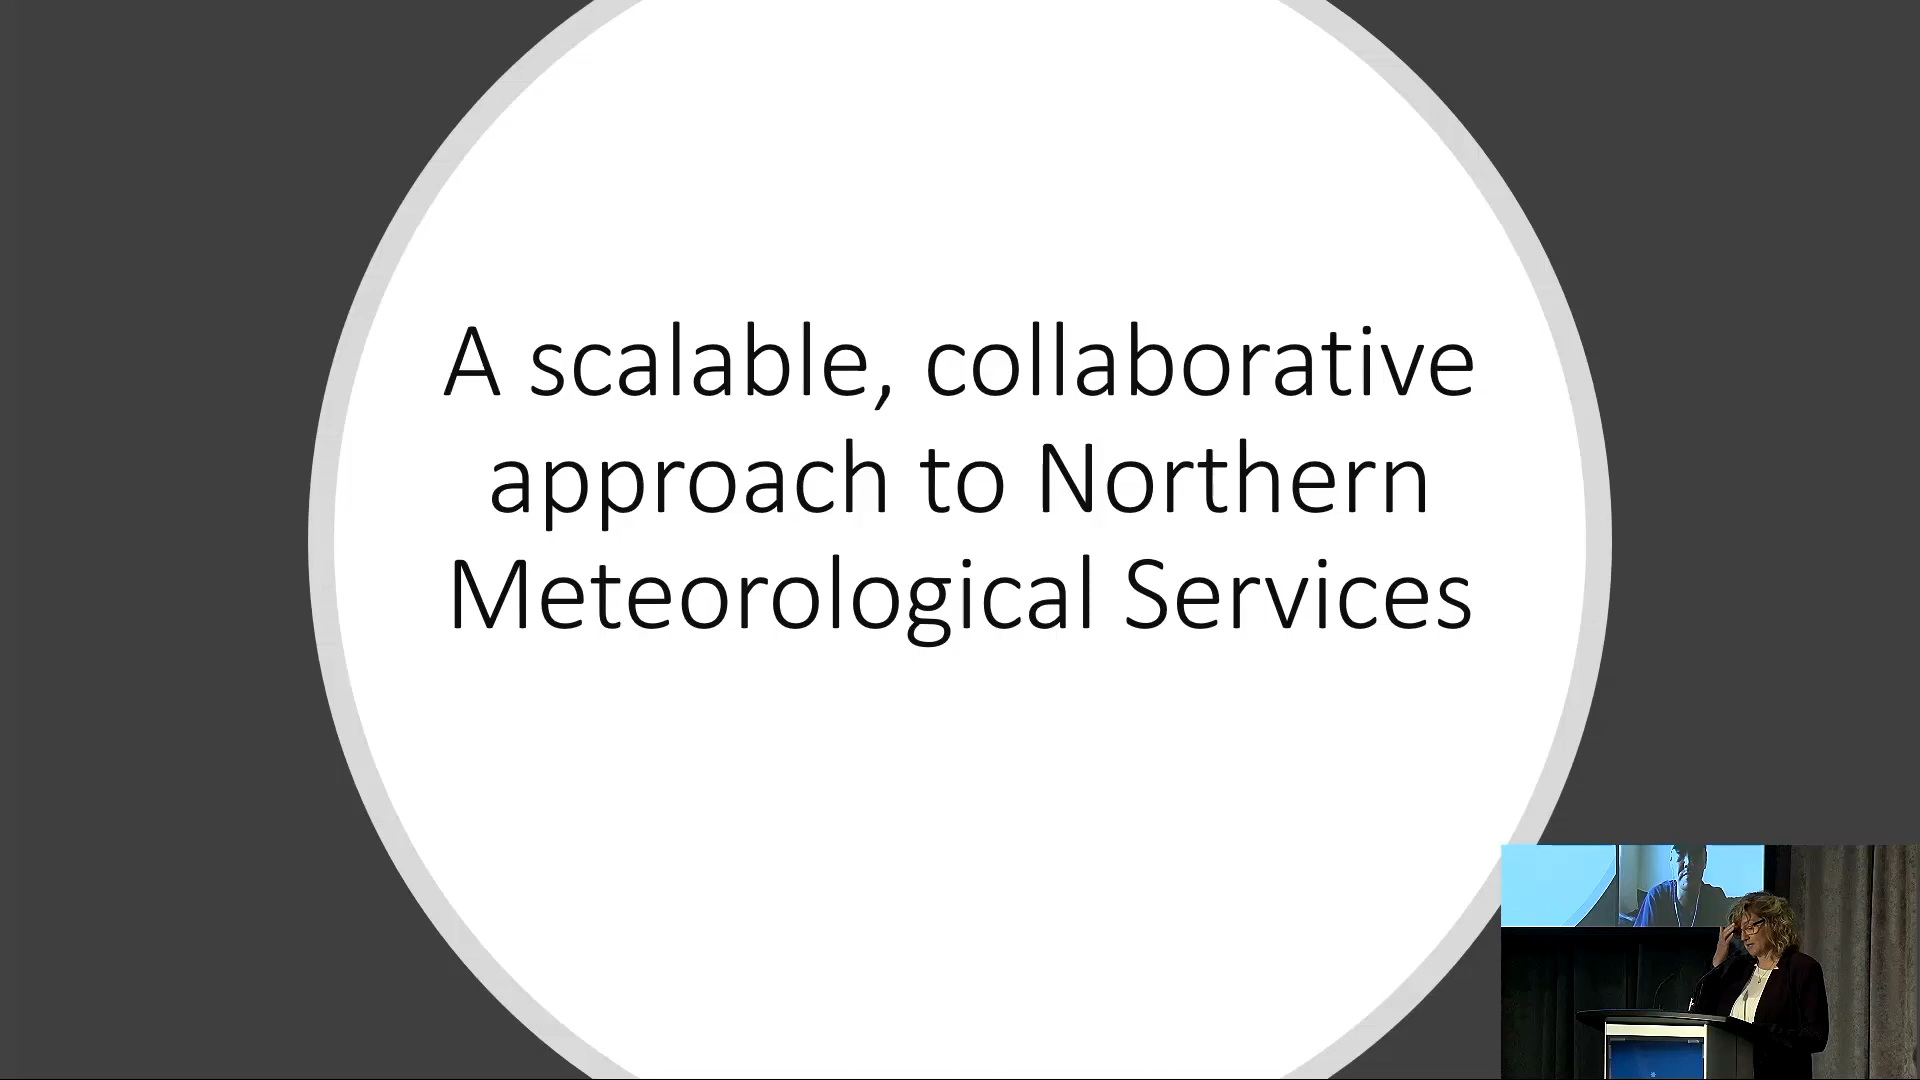 A scalable, collaborative
approach to Northern
Meteorological Services